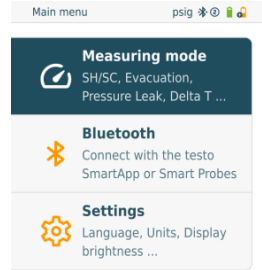 Main menu psig
Measuring mode
SH/SC, Evacuation,
Pressure Leak, Delta T ...
Bluetooth
Connect with the testo
SmartApp or Smart Probes
Settings
Language, Units, Display
brightness ...